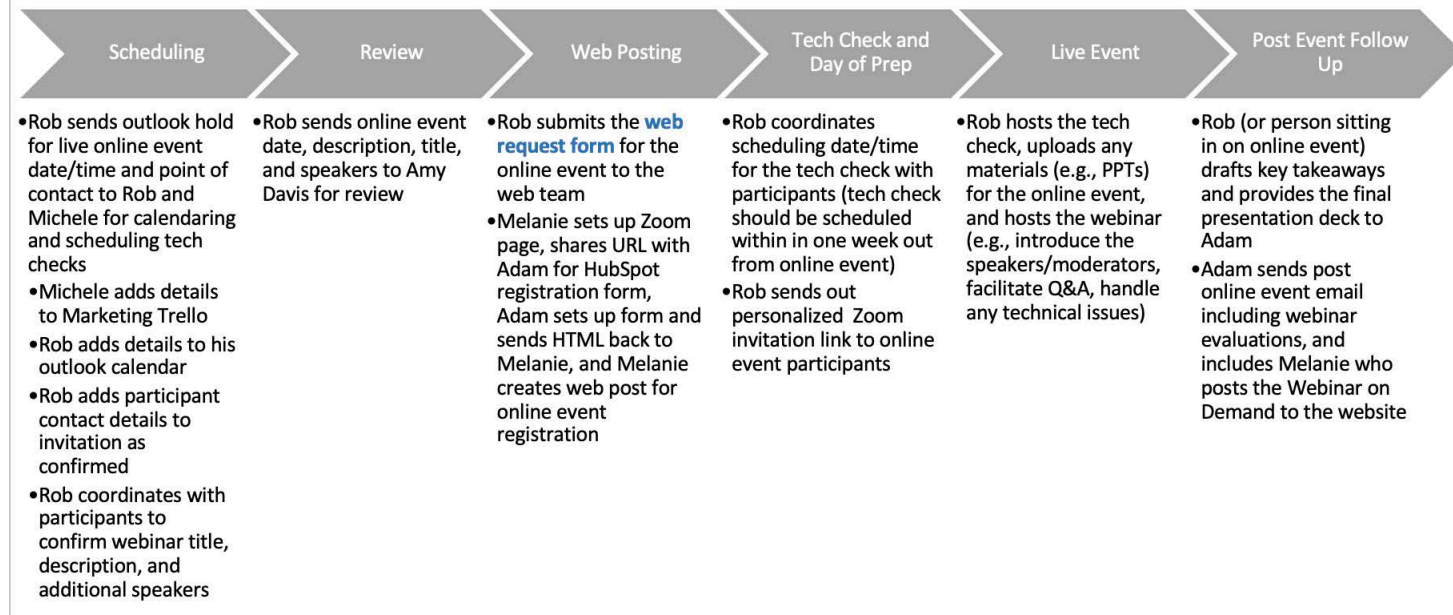 Scheduling
Review
Web Posting
Tech Check and
Day of Prep
Live Event
Post Event Follow
Up
•Rob sends outlook hold
for live online event
date/time and point of
contact to Rob and
Michele for calendaring
and scheduling tech
checks
•Michele adds details
to Marketing Trello
•Rob adds details to his
outlook calendar
•Rob adds participant
contact details to
invitation as
confirmed
•Rob coordinates with
participants to
confirm webinar title,
description, and
additional speakers
•Rob sends online event
date, description, title,
and speakers to Amy
Davis for review
•Rob submits the web
request form for the
online event to the
web team
•Melanie sets up Zoom
page, shares URL with
Adam for HubSpot
registration form,
Adam sets up form and
sends HTML back to
Melanie, and Melanie
creates web post for
online event
registration
•Rob coordinates
scheduling date/time
for the tech check with
participants (tech check
should be scheduled
within in one week out
from online event)
•Rob sends out
personalized Zoom
invitation link to online
event participants
•Rob hosts the tech
check, uploads any
materials (e.g., PPTs)
for the online event,
and hosts the webinar
(e.g., introduce the
speakers/moderators,
facilitate Q&A, handle
any technical issues)
•Rob (or person sitting
in on online event)
drafts key takeaways
and provides the final
presentation deck to
Adam
•Adam sends post
online event email
including webinar
evaluations, and
includes Melanie who
posts the Webinar on
Demand to the website